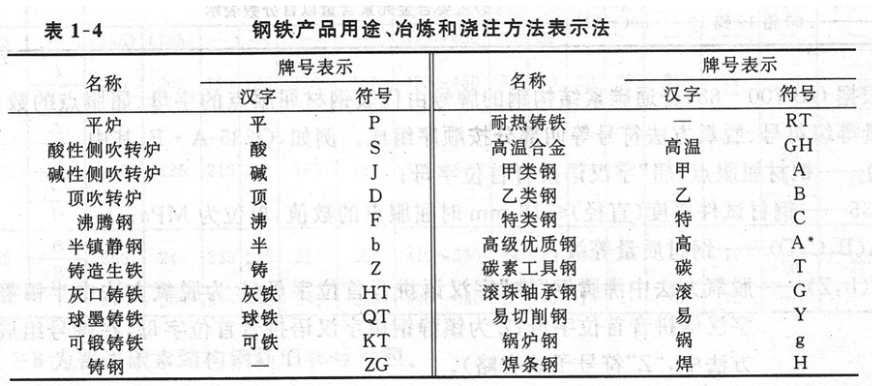 表 1-4 钢铁产品用途、冶炼和浇注方法表示法
名称 牌号表示 名称 牌号表示
汉字 符号 汉字 符号
平炉 平 P 耐热铸铁 — RT
酸性侧吹转炉 酸 S 高温合金 高温 GH
碱性侧吹转炉 碱 J 甲类钢 甲 A
顶吹转炉 顶 D 乙类钢 乙 B
沸腾钢 沸 F 特类钢 特 C
半镇静钢 半 b 高级优质钢 高 A*
铸造生铁 铸 Z 碳素工具钢 碳 T
灰口铸铁 灰铁 HT 滚珠轴承钢 滚 G
球墨铸铁 球铁 QT 易切削钢 易 Y
可锻铸铁 可铁 KT 锅炉钢 锅 g
铸钢 — ZG 焊条钢 焊 H